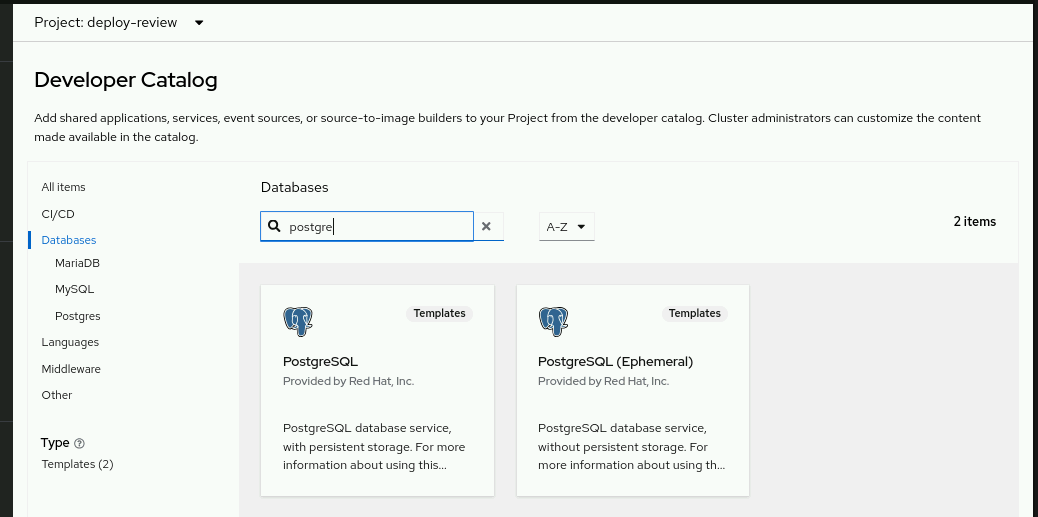 Project: deploy-review
Developer Catalog
Add shared applications, services, event sources, or source-to-image builders to your Project from the developer catalog. Cluster administrators can customize the content
made available in the catalog.
All items
CI/CD
Databases
MariaDB
MySQL
Postgres
Languages
Middleware
Other
Type
Templates (2)
Databases
postgre
A-Z
2 items
Templates
PostgreSQL
Provided by Red Hat, Inc.
PostgreSQL database service,
with persistent storage. For more
information about using this...
Templates
PostgreSQL (Ephemeral)
Provided by Red Hat, Inc.
PostgreSQL database service,
without persistent storage. For
more information about using th...